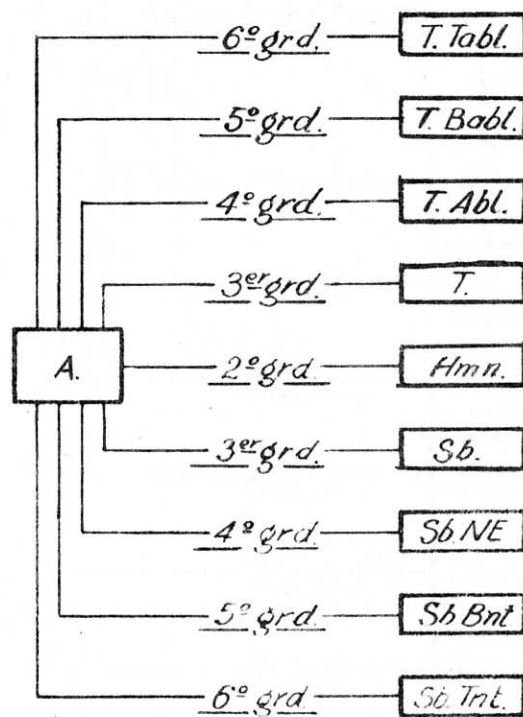 6º grd. T. Tabl.
5º grd. T. Babl.
4º grd. T. Abl.
3er grd. T.
A. 2º grd. Hmn.
3er grd. Sb.
4º grd. Sb. NE
5º grd. Sb Bnt
6º grd. Sb. Tnt.